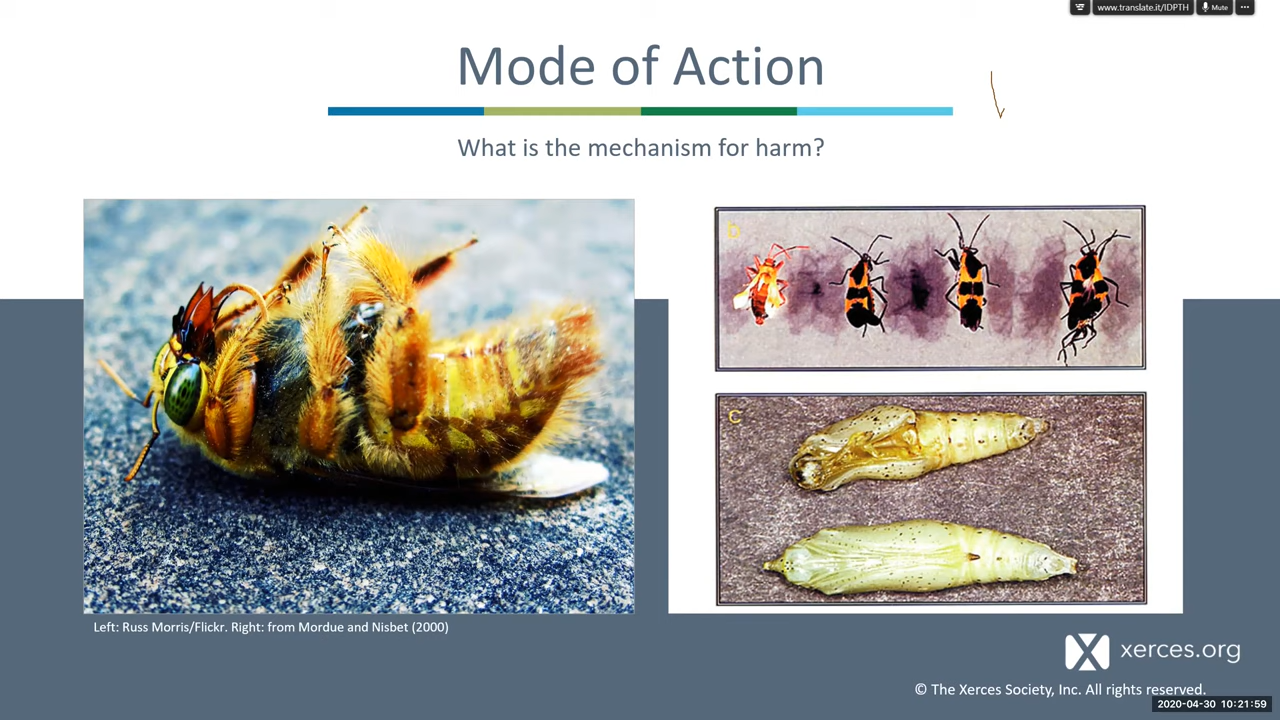 www.translate.it/IDPTH
Mute
Mode of Action
What is the mechanism for harm?
D
C
Left: Russ Morris/Flickr. Right: from Mordue and Nisbet (2000)
xerces.org
© The Xerces Society, Inc. All rights reserved.
2020-04-30 10:21:59